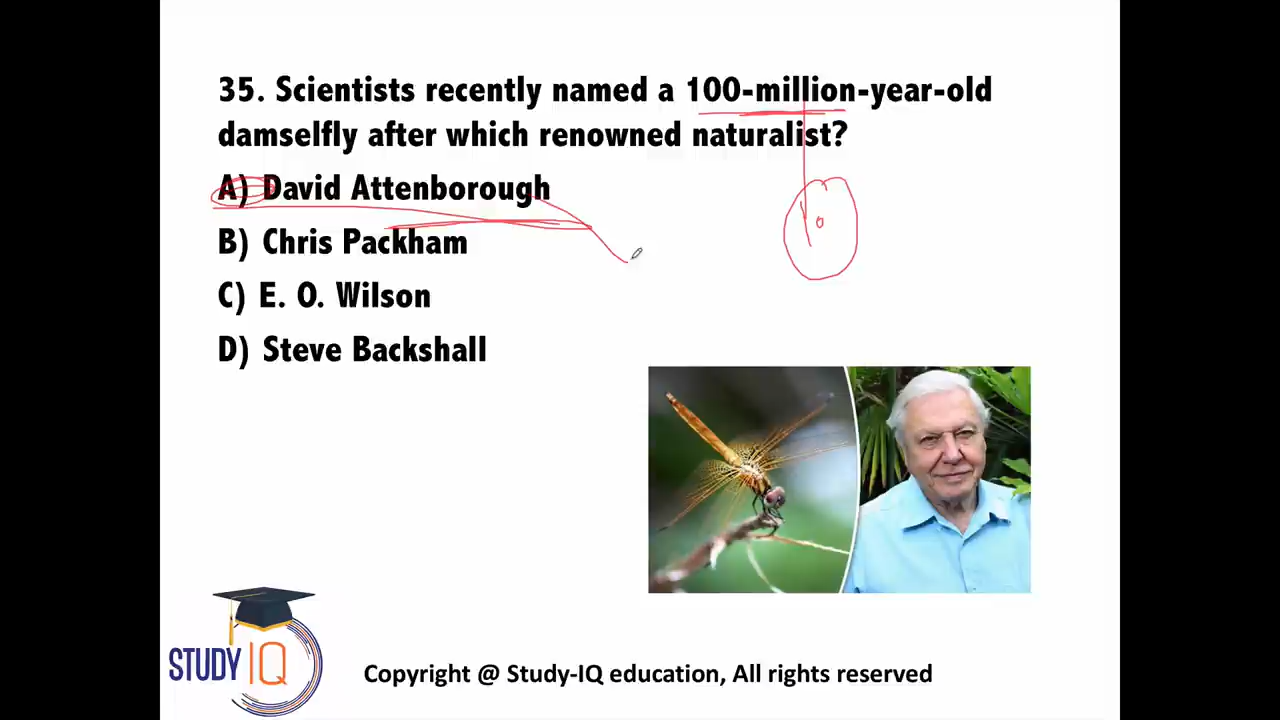 35. Scientists recently named a 100-million-year-old
damselfly after which renowned naturalist?
A) David Attenborough
B) Chris Packham
C) E. O. Wilson
D) Steve Backshall
STUDY IQ
Copyright @ Study-IQ education, All rights reserved